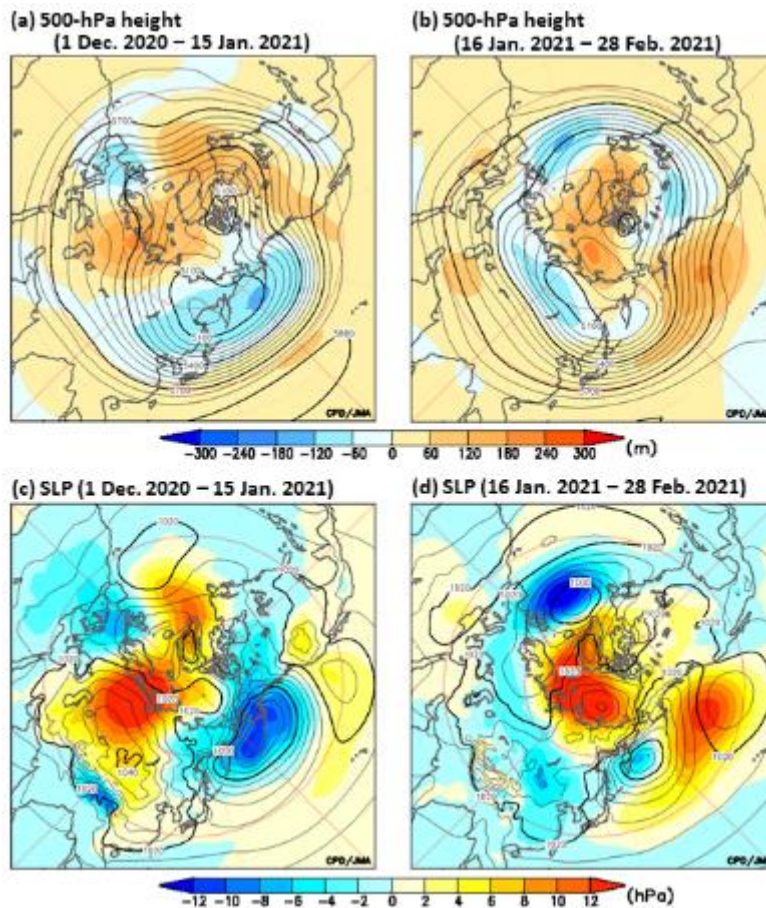 (a) 500-hPa height
(1 Dec. 2020 – 15 Jan. 2021)
(b) 500-hPa height
(16 Jan. 2021 – 28 Feb. 2021)
CPD/JMA
CPD/JMA
-300 -240 -180 -120 -60 0 60 120 180 240 300 (m)
(c) SLP (1 Dec. 2020 – 15 Jan. 2021)
(d) SLP (16 Jan. 2021 – 28 Feb. 2021)
CPD/JMA
CPD/JMA
-12 -10 -8 -6 -4 -2 0 2 4 6 8 10 12 (hPa)